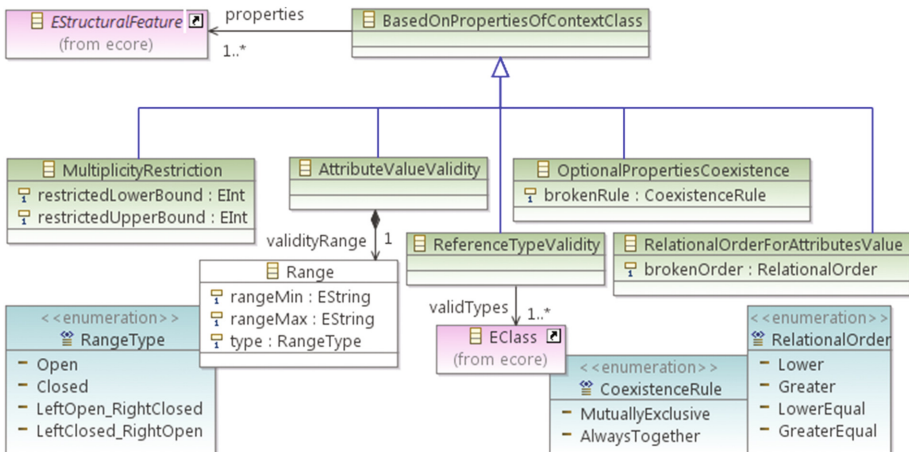 EStructuralFeature
(from ecore)
properties
1..*
BasedOnPropertiesOfContextClass
MultiplicityRestriction
restrictedLowerBound : EInt
restrictedUpperBound : EInt
AttributeValueValidity
OptionalPropertiesCoexistence
brokenRule : CoexistenceRule
validityRange
1
ReferenceTypeValidity
RelationalOrderForAttributesValue
brokenOrder : RelationalOrder
Range
rangeMin : EString
rangeMax : EString
type : RangeType
validTypes
1..*
EClass
(from ecore)
<<enumeration>>
RangeType
Open
Closed
LeftOpen_RightClosed
LeftClosed_RightOpen
<<enumeration>>
CoexistenceRule
MutuallyExclusive
AlwaysTogether
<<enumeration>>
RelationalOrder
Lower
Greater
LowerEqual
GreaterEqual